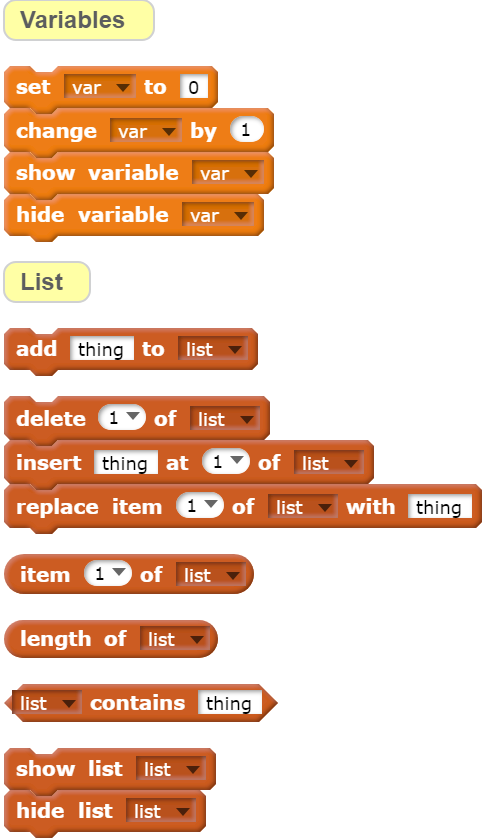 Variables
set var to 0
change var by 1
show variable var
hide variable var
List
add thing to list
delete 1 of list
insert thing at 1 of list
replace item 1 of list with thing
item 1 of list
length of list
list contains thing
show list list
hide list list